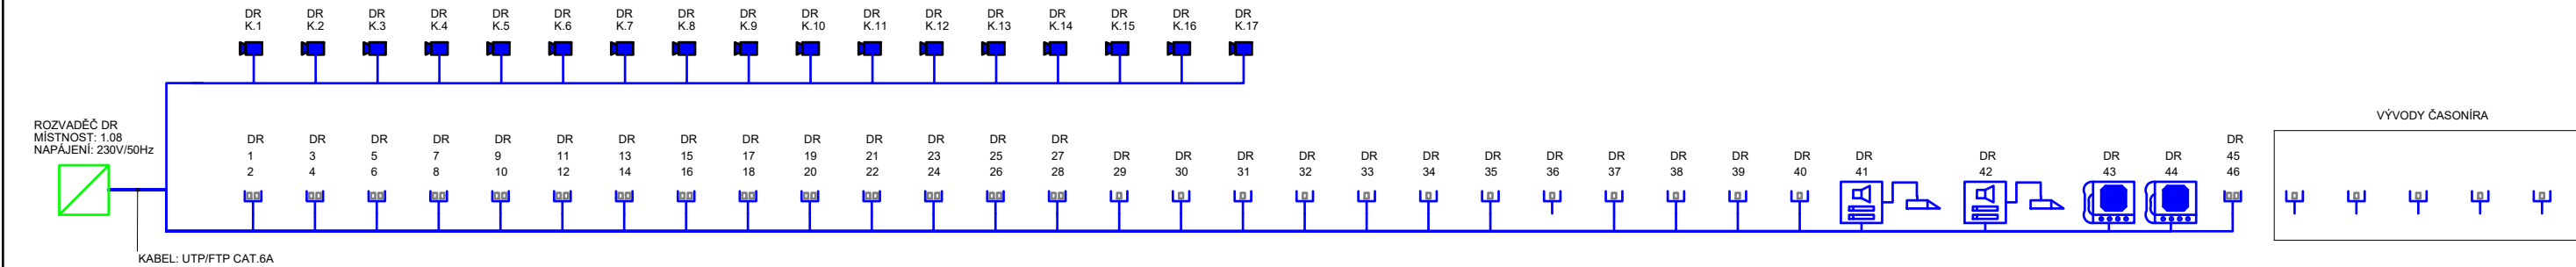 DR DR DR DR DR DR DR DR DR DR DR DR DR DR DR DR DR
K.1 K.2 K.3 K.4 K.5 K.6 K.7 K.8 K.9 K.10 K.11 K.12 K.13 K.14 K.15 K.16 K.17
VÝVODY ČASONÍRA
ROZVADĚČ DR
MÍSTNOST: 1.08
NAPÁJENÍ: 230V/50Hz
DR DR DR DR DR DR DR DR DR DR DR DR DR DR DR
1 3 5 7 9 11 13 15 17 19 21 23 25 27 DR DR DR DR DR DR DR DR DR DR DR DR DR DR DR DR 45
2 4 6 8 10 12 14 16 18 20 22 24 26 28 29 30 31 32 33 34 35 36 37 38 39 40 41 42 43 44 46
KABEL: UTP/FTP CAT.6A